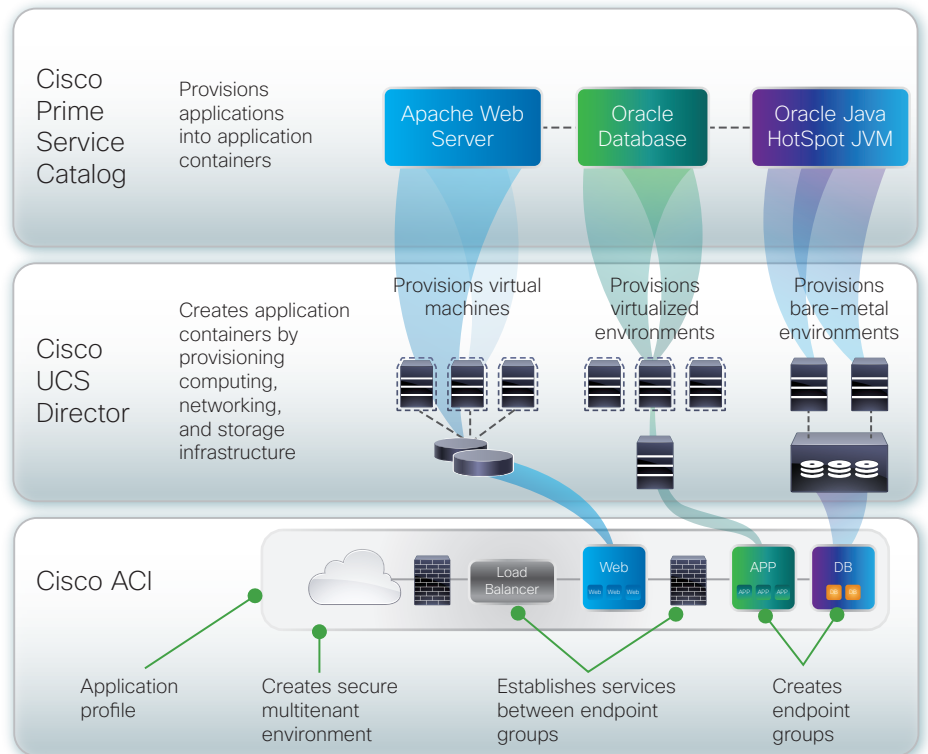 Cisco
Prime
Service
Catalog
Provisions
applications
into application
containers
Apache Web
Server
Oracle
Database
Oracle Java
HotSpot JVM
Cisco
UCS
Director
Creates application
containers by
provisioning
computing,
networking,
and storage
infrastructure
Provisions virtual
machines
Provisions
virtualized
environments
Provisions
bare-metal
environments
Cisco ACI
Load
Balancer
Web
Web Web Web
APP
APP APP APP
DB
DB DB
Application
profile
Creates secure
multitenant
environment
Establishes services
between endpoint
groups
Creates
endpoint
groups